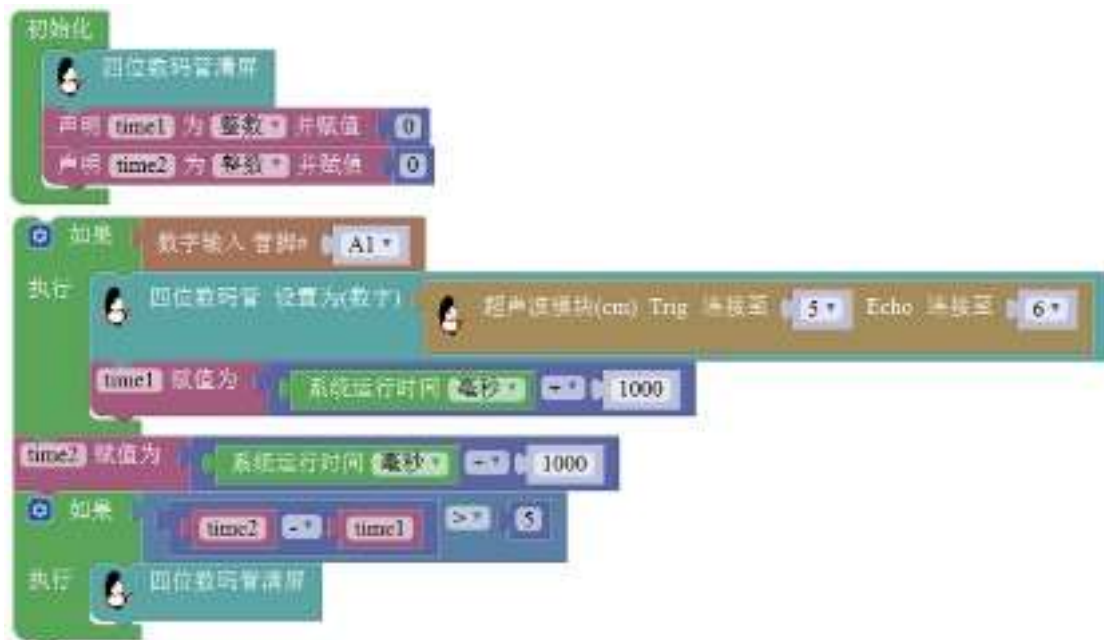 初始化
四位数码管清屏
声明 time1 为 整数 并赋值 0
声明 time2 为 整数 并赋值 0
如果 数字输入 管脚# A1
执行 四位数码管 设置为(数字) 超声波模块(cm) Trig 连接至 5 Echo 连接至 6
time1 赋值为 系统运行时间 毫秒 ÷ 1000
time2 赋值为 系统运行时间 毫秒 ÷ 1000
如果 time2 - time1 > 5
执行 四位数码管清屏